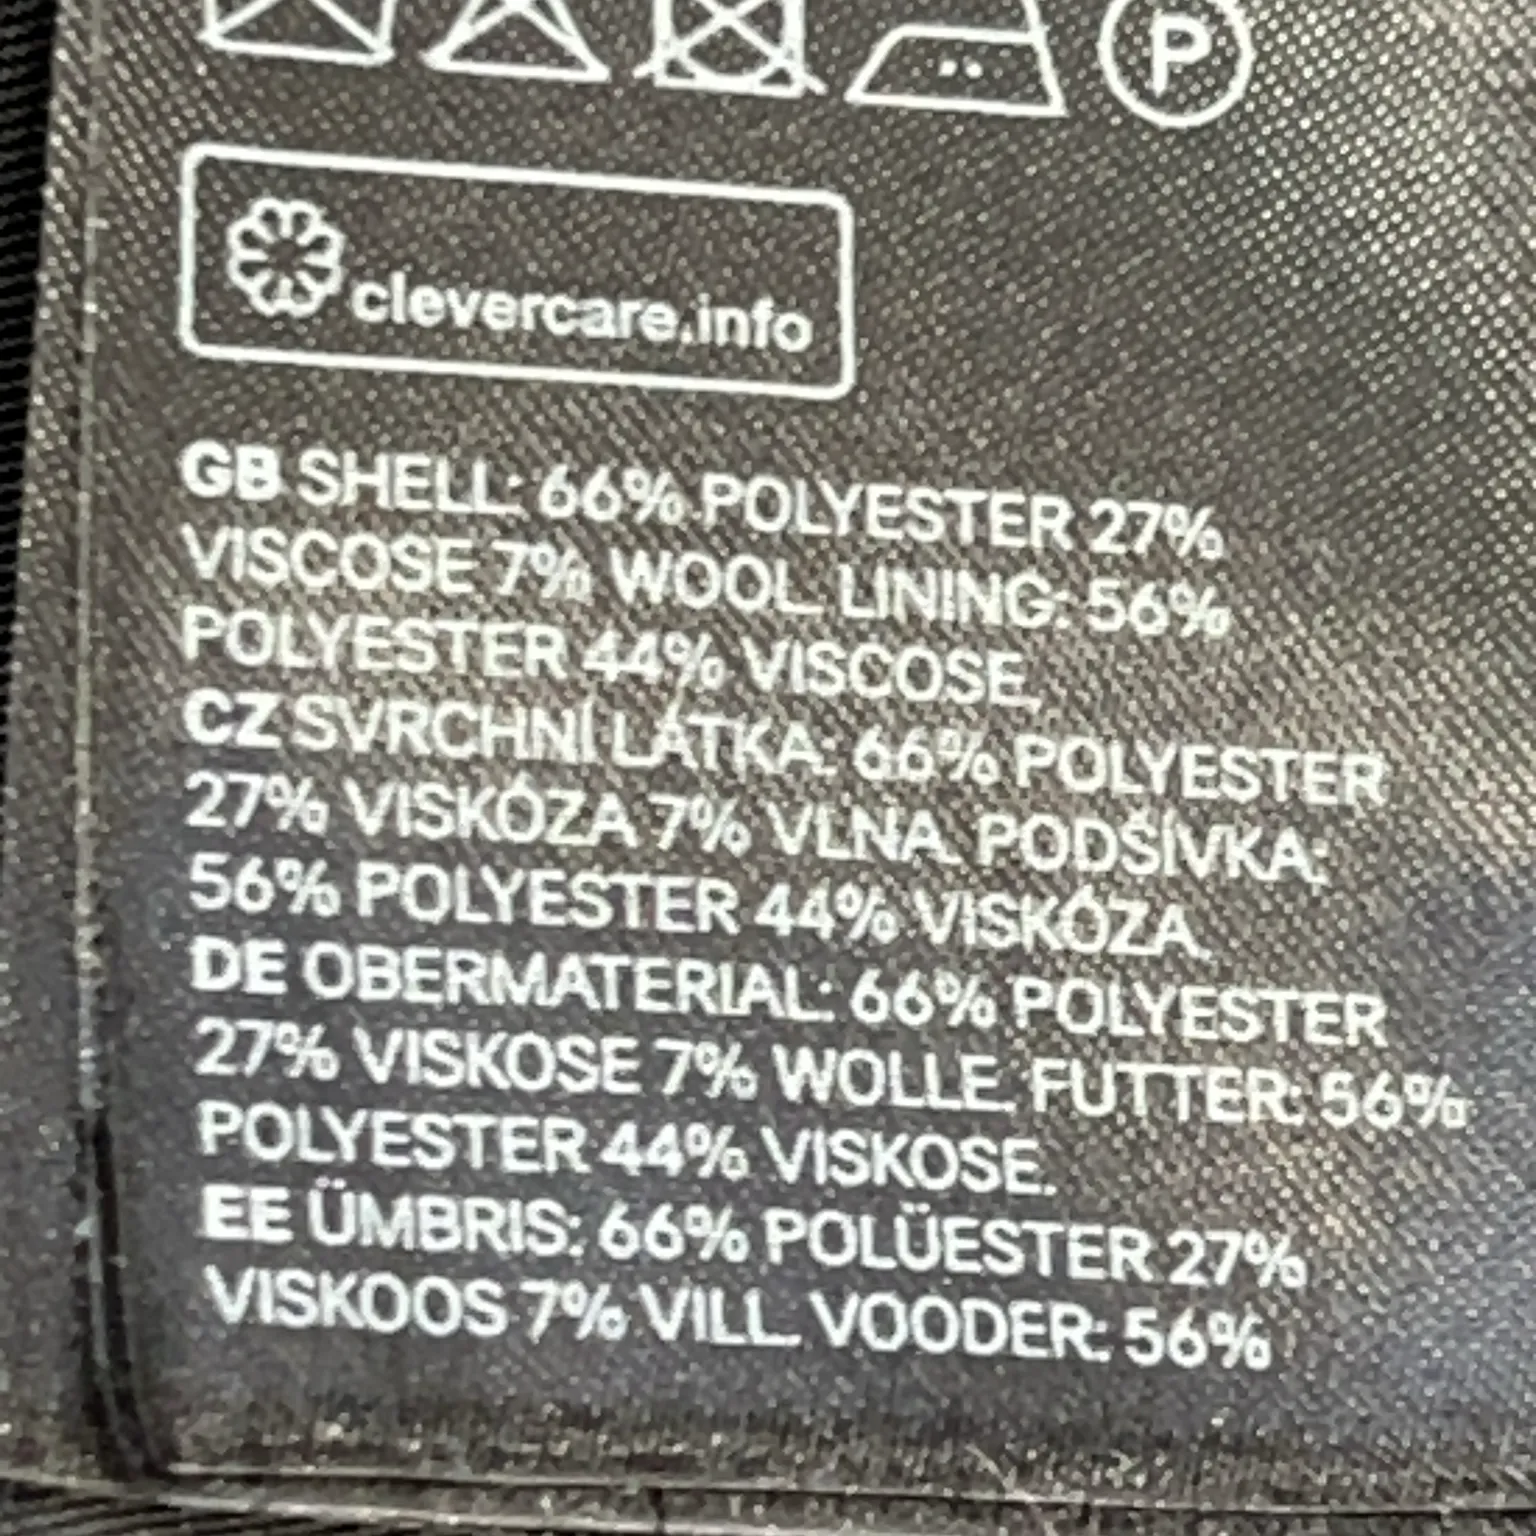 P
clevercare.info
GB SHELL: 66% POLYESTER 27%
VISCOSE 7% WOOL. LINING: 56%
POLYESTER 44% VISCOSE.
CZ SVRCHNÍ LÁTKA: 66% POLYESTER
27% VISKÓZA 7% VLNA. PODŠÍVKA:
56% POLYESTER 44% VISKÓZA.
DE OBERMATERIAL: 66% POLYESTER
27% VISKOSE 7% WOLLE. FUTTER: 56%
POLYESTER 44% VISKOSE.
EE ÜMBRIS: 66% POLÜESTER 27%
VISKOOS 7% VILL. VOODER: 56%